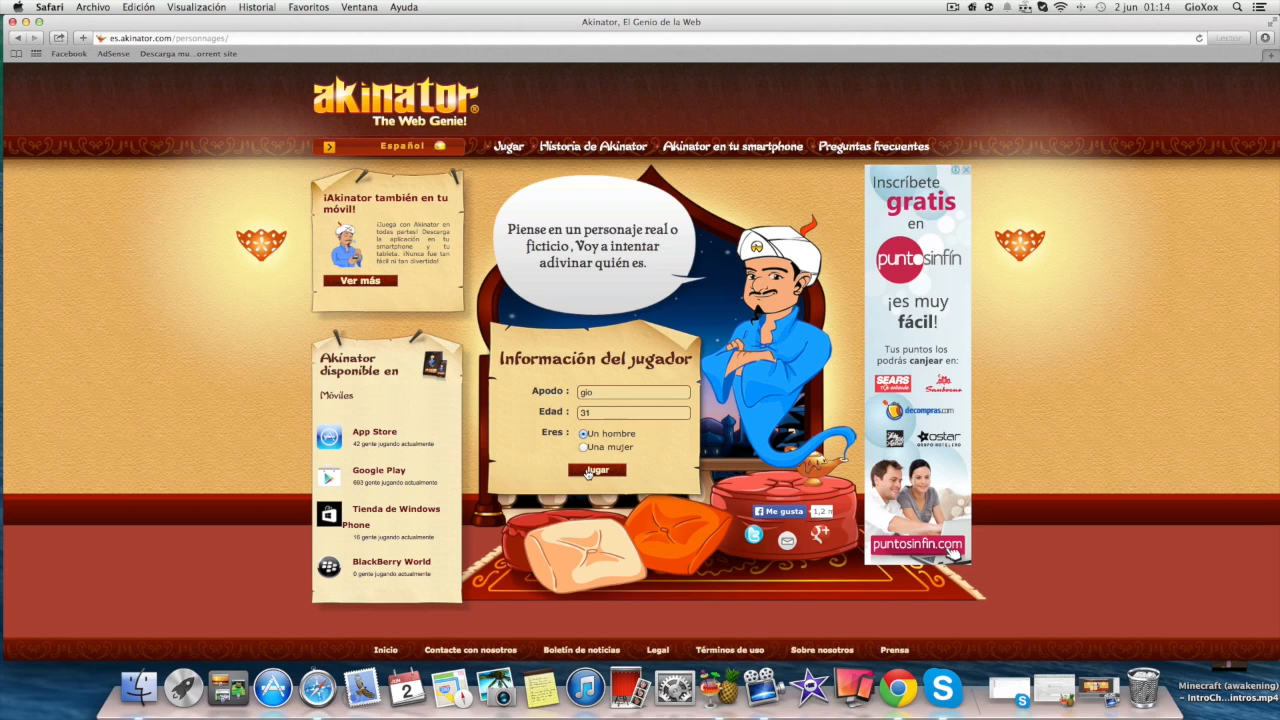 Safari Archivo Edición Visualización Historial Favoritos Ventana Ayuda
2 jun 01:14 GioXox
Akinator, El Genio de la Web
es.akinator.com/personnages/
Lector
Facebook AdSense Descarga mu...orrent site
akinator®
The Web Genie!
Español
Jugar Historia de Akinator Akinator en tu smartphone Preguntas frecuentes
¡Akinator también en tu
móvil!
¡Juega con Akinator en
todas partes! Descarga
la aplicación en tu
smartphone y tu
tableta. ¡Nunca fue tan
fácil ni tan divertido!
Ver más
Akinator
disponible en
Móviles
App Store
42 gente jugando actualmente
Google Play
693 gente jugando actualmente
Tienda de Windows
Phone
16 gente jugando actualmente
BlackBerry World
0 gente jugando actualmente
Piense en un personaje real o
ficticio , Voy a intentar
adivinar quién es.
Información del jugador
Apodo : gio
Edad : 31
Eres : Un hombre
Una mujer
Jugar
Me gusta 1,2 m
Inscríbete
gratis
en
puntosinfín
¡es muy
fácil!
Tus puntos los
podrás canjear en:
SEARS
Sanborns
decompras.com
ostar
GRUPO HOTELERO
puntosinfin.com
Inicio Contacte con nosotros Boletín de noticias Legal Términos de uso Sobre nosotros Prensa
JUN
2
Minecraft (awakening)
– IntroCh...intros.mp4